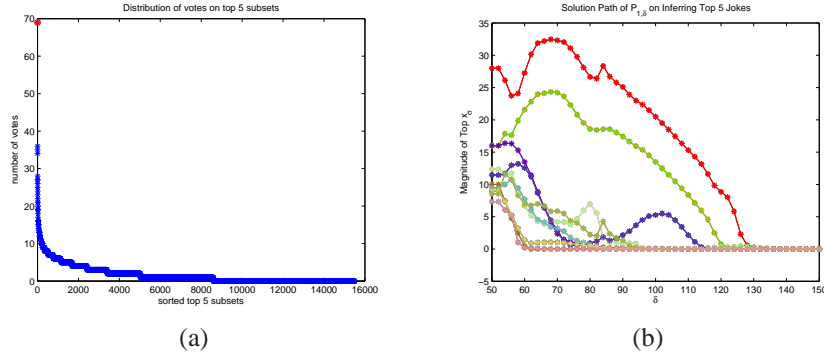 Distribution of votes on top 5 subsets
70
60
50
40
30
20
10
0
number of votes
0 2000 4000 6000 8000 10000 12000 14000 16000
sorted top 5 subsets
(a)
Solution Path of P1,δ on Inferring Top 5 Jokes
35
30
25
20
15
10
5
0
−5
Magnitude of Top xσ
50 60 70 80 90 100 110 120 130 140 150
δ
(b)